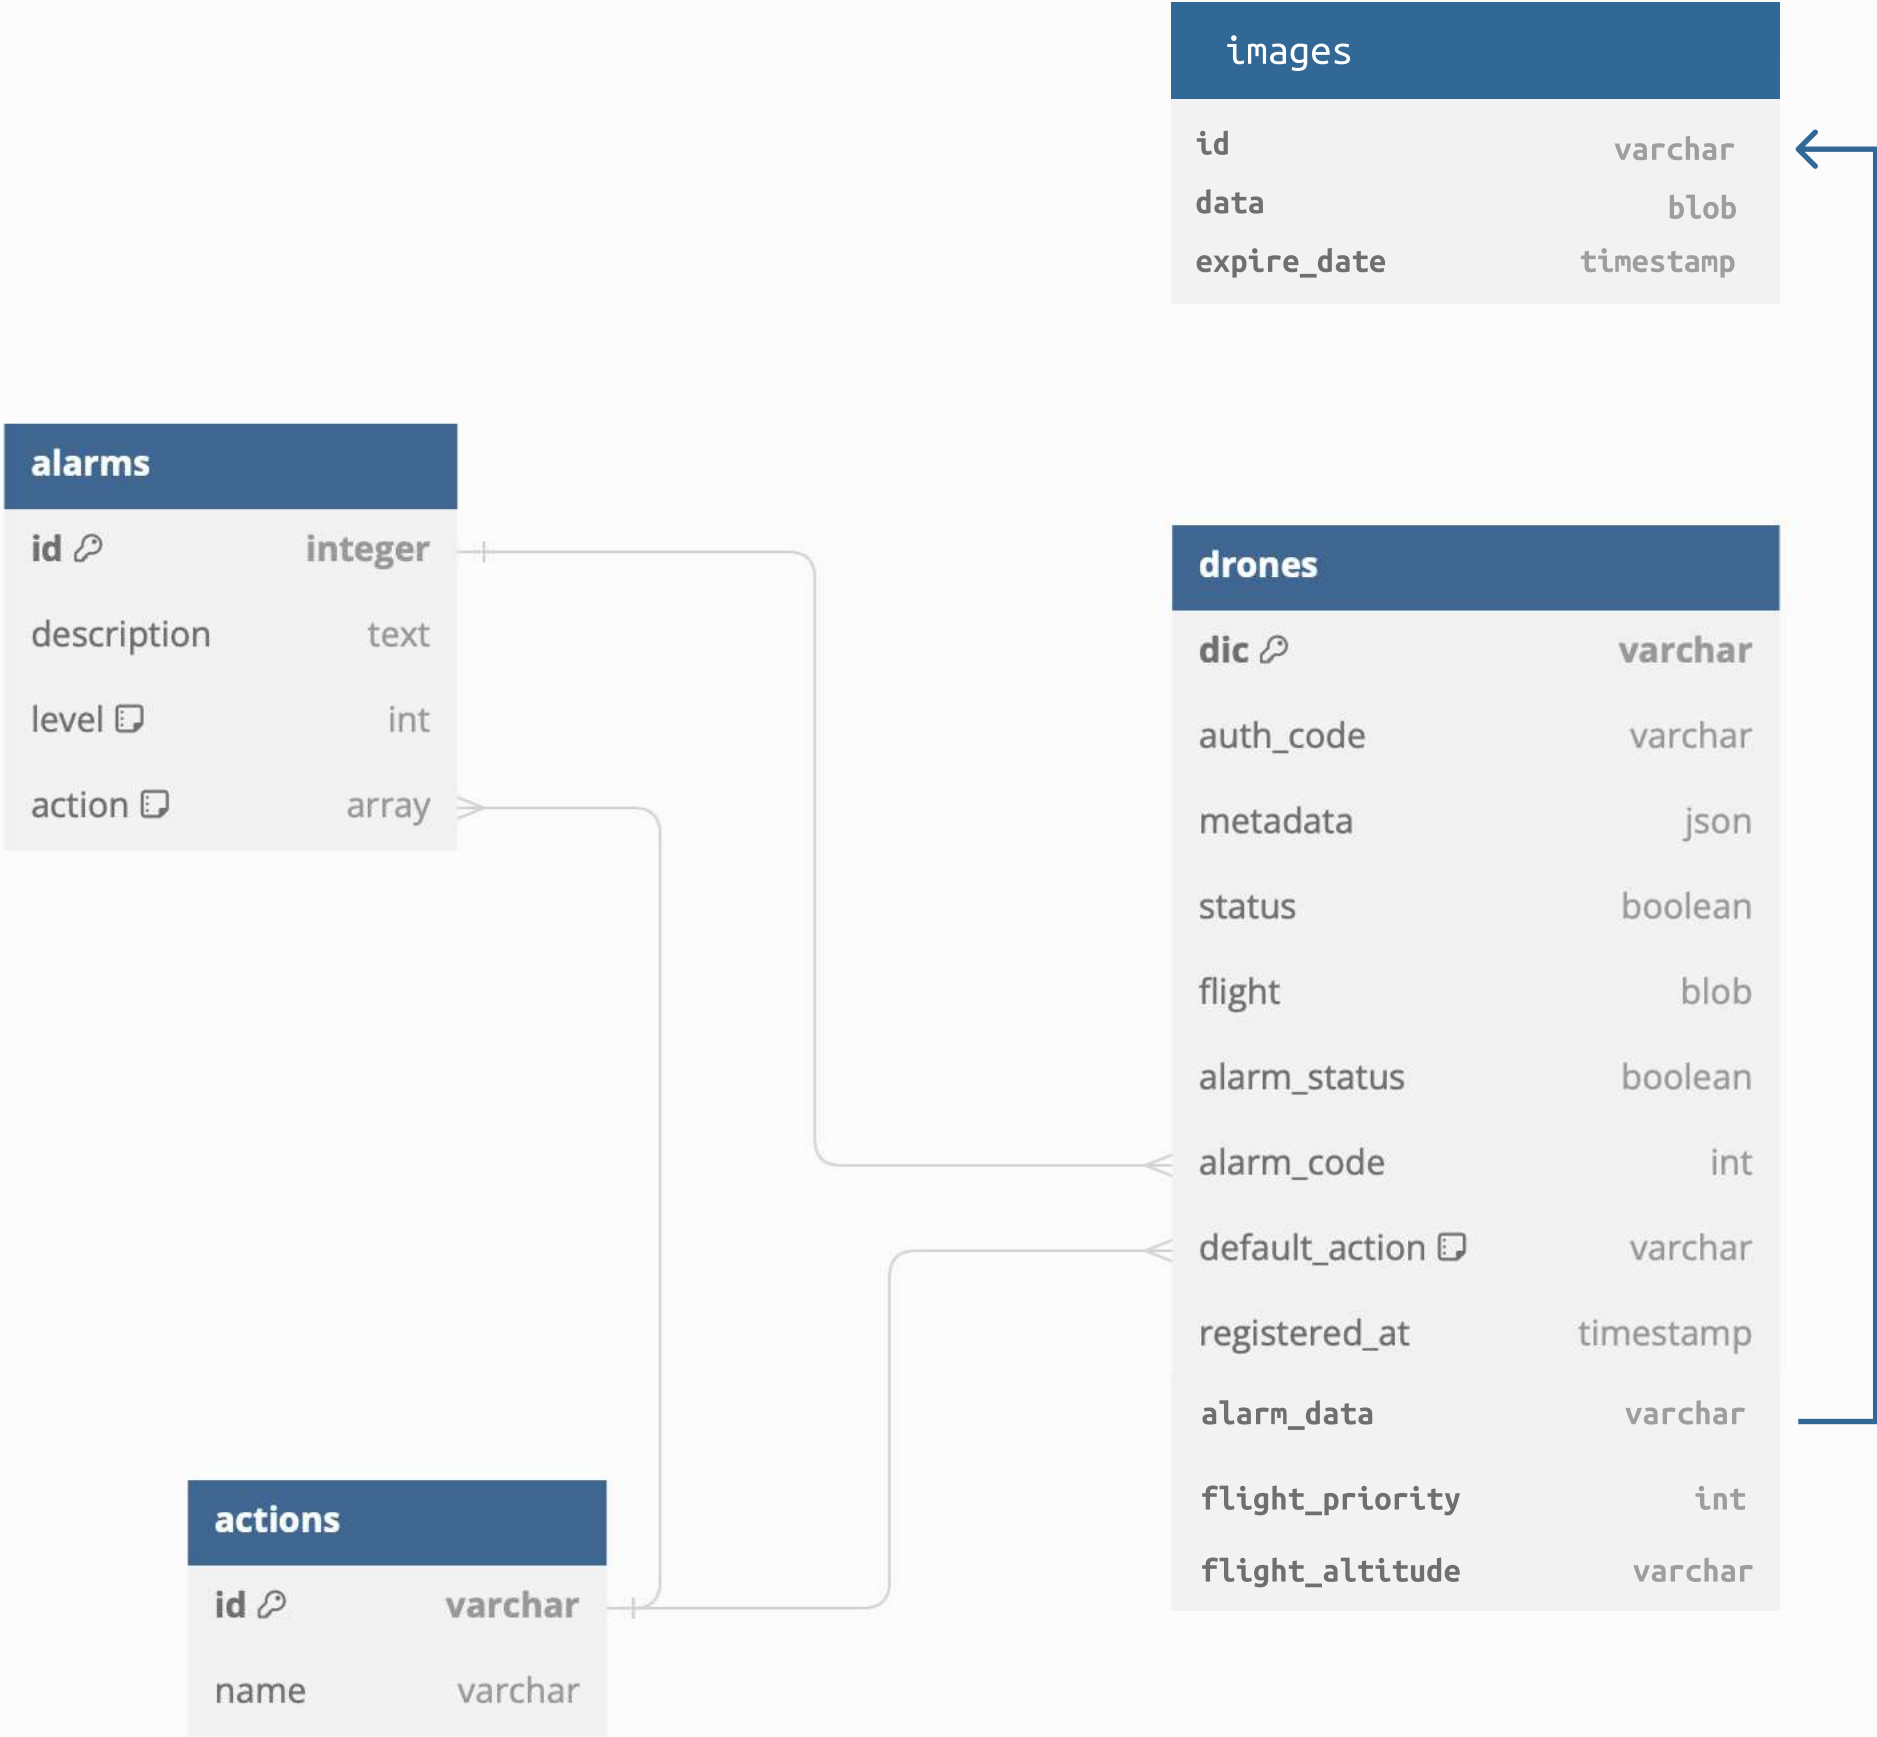 images
id varchar
data blob
expire_date timestamp
alarms
id integer
description text
level int
action array
drones
dic varchar
auth_code varchar
metadata json
status boolean
flight blob
alarm_status boolean
alarm_code int
default_action varchar
registered_at timestamp
alarm_data varchar
flight_priority int
flight_altitude varchar
actions
id varchar
name varchar